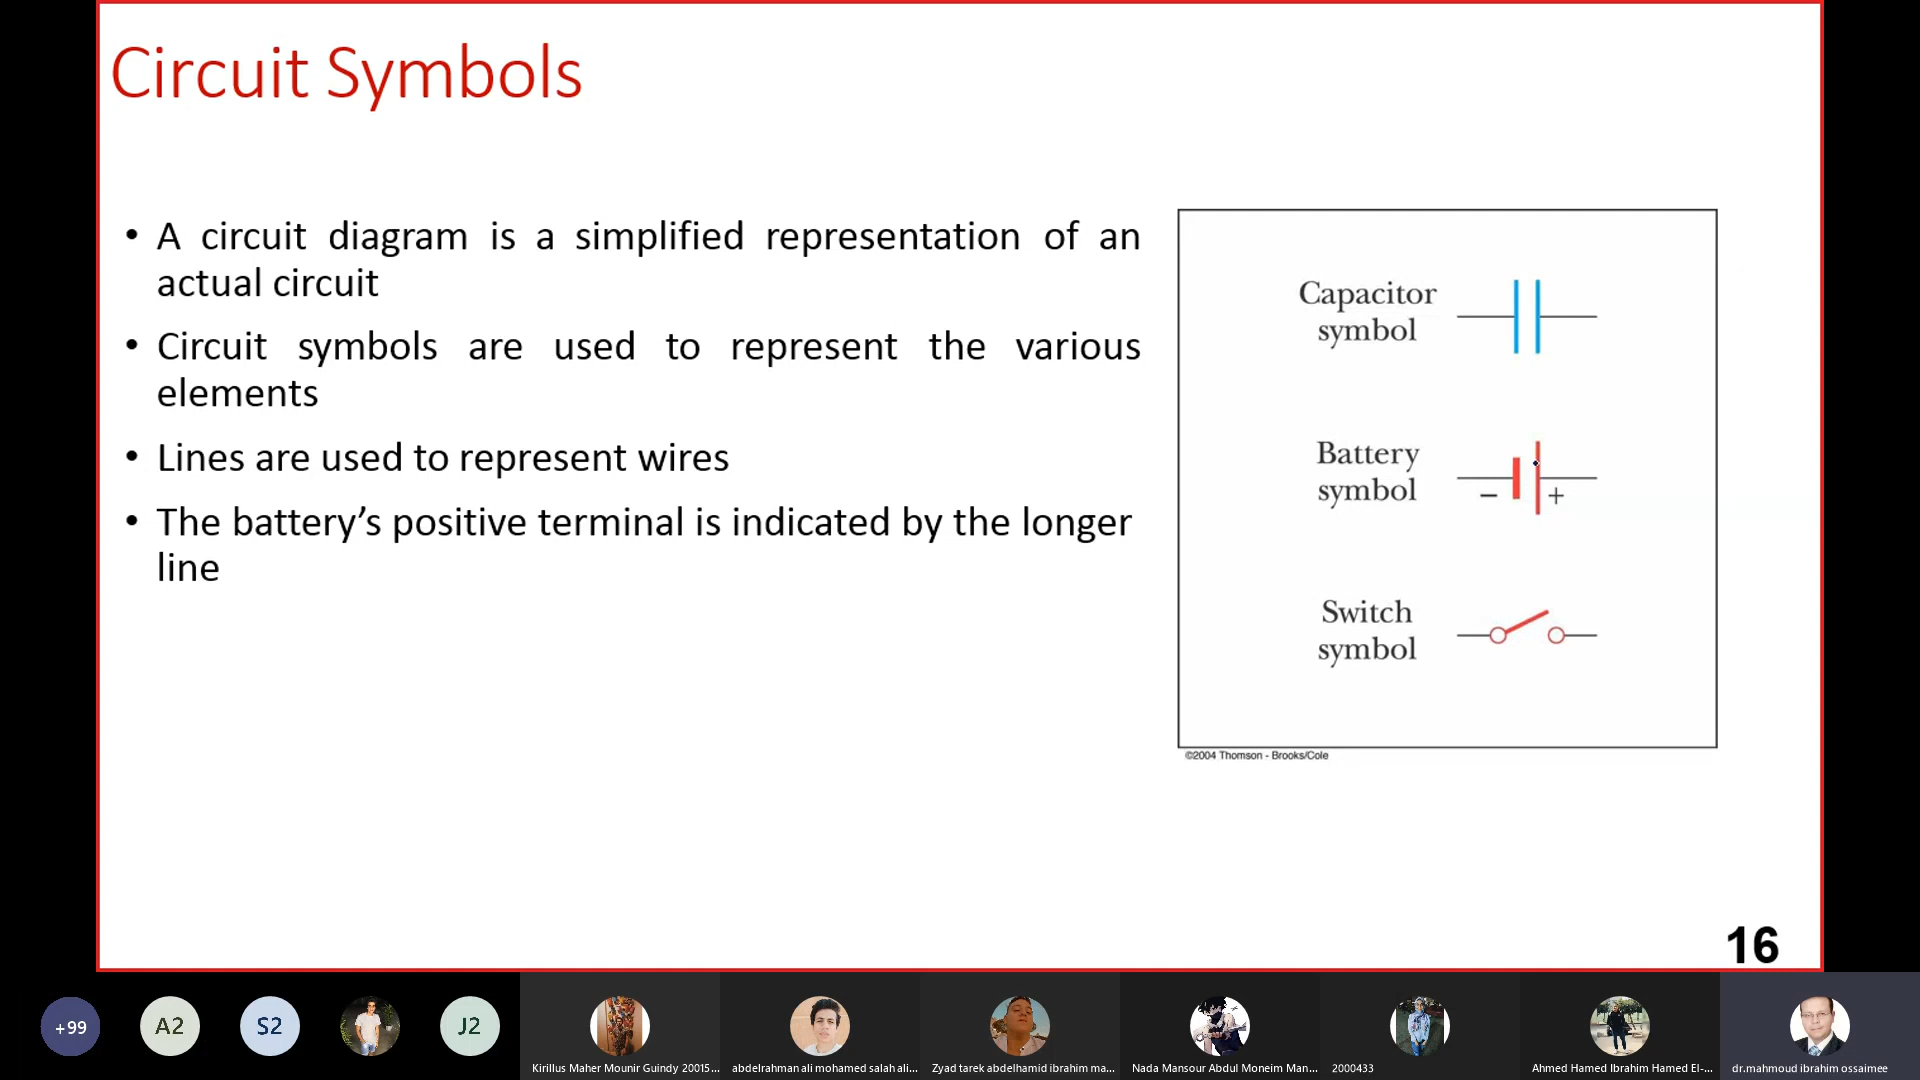 Circuit Symbols
• A circuit diagram is a simplified representation of an
actual circuit
• Circuit symbols are used to represent the various
elements
• Lines are used to represent wires
• The battery’s positive terminal is indicated by the longer
line
Capacitor
symbol
Battery
symbol
− +
Switch
symbol
©2004 Thomson - Brooks/Cole
16
+99
A2
S2
J2
Kirillus Maher Mounir Guindy 20015...
abdelrahman ali mohamed salah ali...
Zyad tarek abdelhamid ibrahim ma...
Nada Mansour Abdul Moneim Man...
2000433
Ahmed Hamed Ibrahim Hamed El-...
dr.mahmoud ibrahim ossaimee